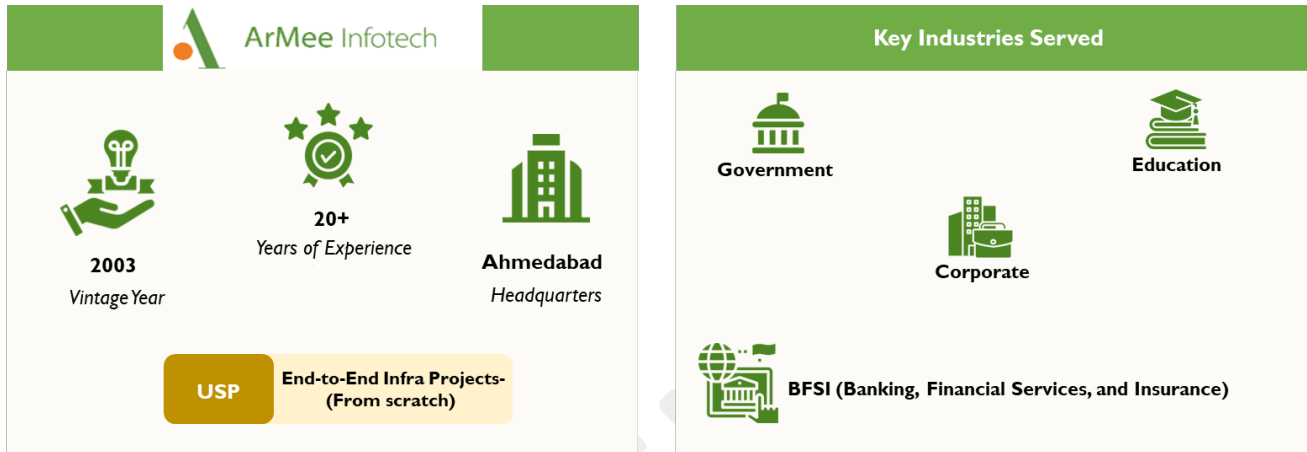 ArMee Infotech
2003
Vintage Year
20+
Years of Experience
Ahmedabad
Headquarters
USP
End-to-End Infra Projects-
(From scratch)
Key Industries Served
Government
Education
Corporate
BFSI (Banking, Financial Services, and Insurance)